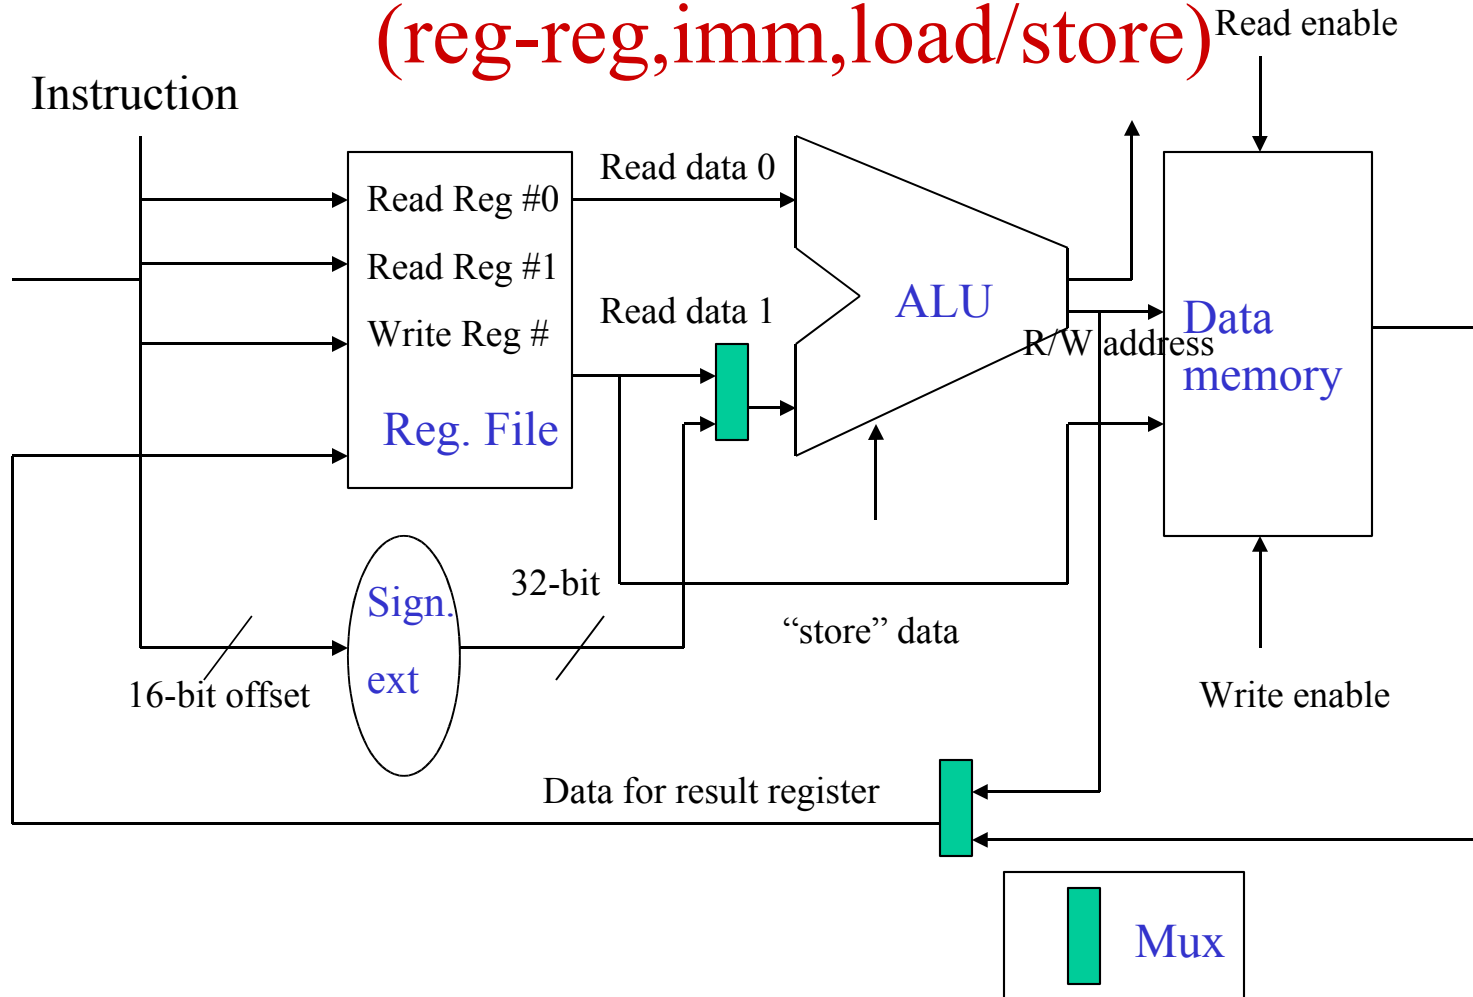 (reg-reg,imm,load/store)
Read enable
Instruction
Read data 0
Read Reg #0
Read Reg #1
Read data 1
Write Reg #
ALU
R/W address
Data
memory
Reg. File
32-bit
Sign.
ext
"store" data
16-bit offset
Write enable
Data for result register
Mux